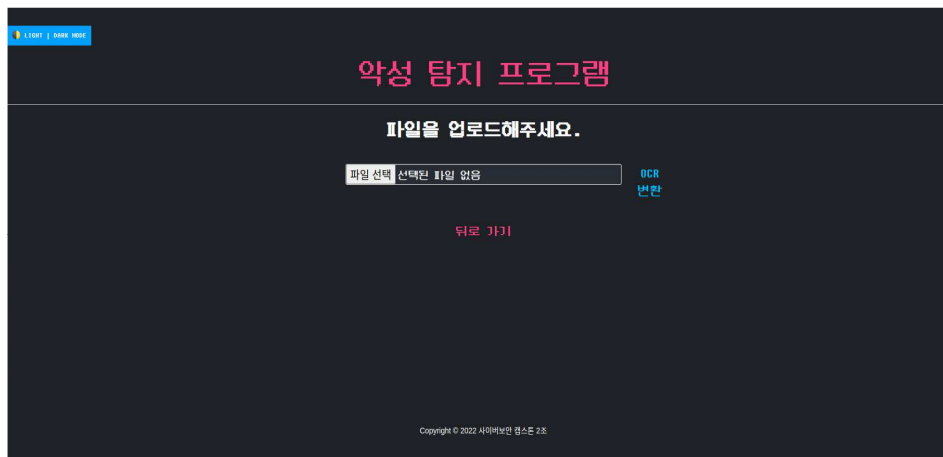 LIGHT | DARK MODE
악성 탐지 프로그램
파일을 업로드해주세요.
파일 선택 선택된 파일 없음
OCR
변환
뒤로 가기
Copyright © 2022 사이버보안 캡스톤 2조